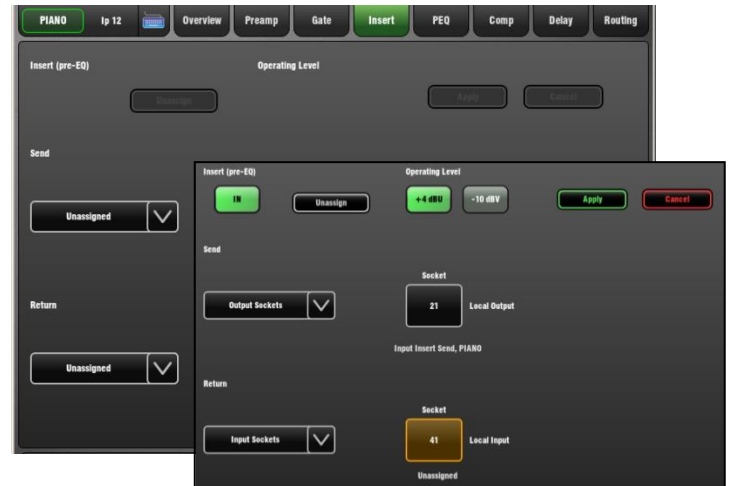 PIANO Ip 12 Overview Preamp Gate Insert PEQ Comp Delay Routing
Insert (pre-EQ) Operating Level
Unassign Apply Cancel
Send
Unassigned
Return
Unassigned
Insert (pre-EQ) Operating Level
IN Unassign +4 dBU -10 dBV Apply Cancel
Send
Socket
Output Sockets 21 Local Output
Input Insert Send, PIANO
Return
Socket
Input Sockets 41 Local Input
Unassigned